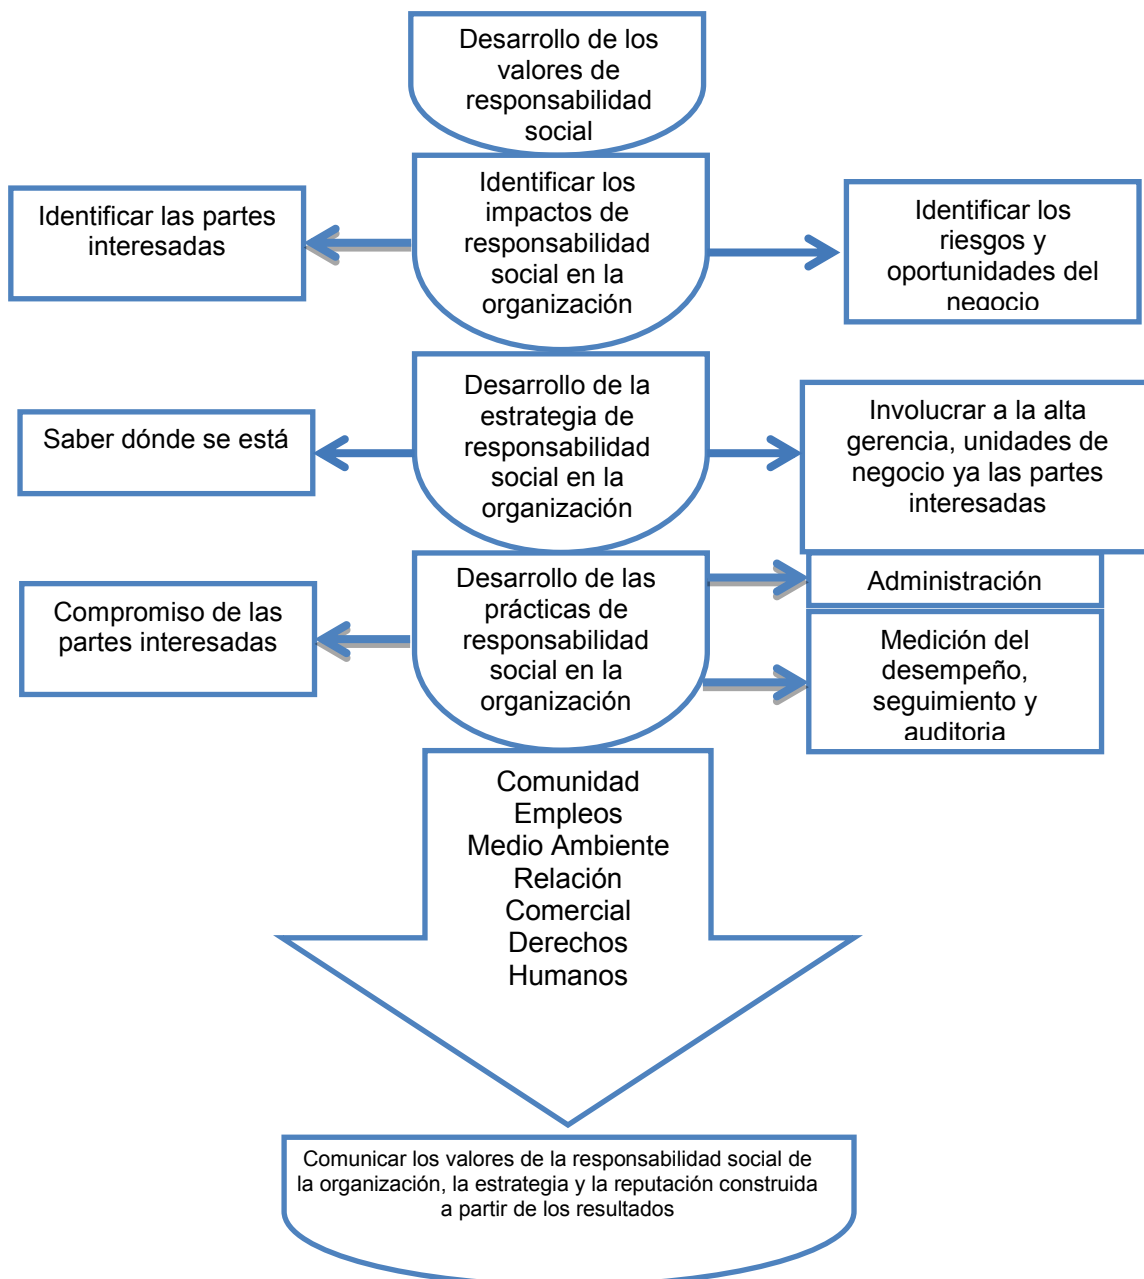 Desarrollo de los
valores de
responsabilidad
social
Identificar las partes
interesadas
Identificar los
impactos de
responsabilidad
social en la
organización
Identificar los
riesgos y
oportunidades del
negocio
Saber dónde se está
Desarrollo de la
estrategia de
responsabilidad
social en la
organización
Involucrar a la alta
gerencia, unidades de
negocio ya las partes
interesadas
Compromiso de las
partes interesadas
Desarrollo de las
prácticas de
responsabilidad
social en la
organización
Administración
Medición del
desempeño,
seguimiento y
auditoria
Comunidad
Empleos
Medio Ambiente
Relación
Comercial
Derechos
Humanos
Comunicar los valores de la responsabilidad social de
la organización, la estrategia y la reputación construida
a partir de los resultados